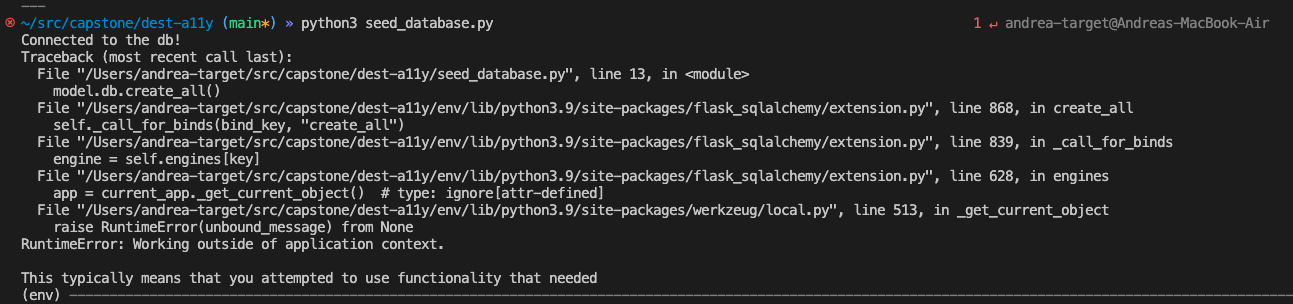 ~/src/capstone/dest-a11y (main*) » python3 seed_database.py 1 ↵ andrea-target@Andreas-MacBook-Air
Connected to the db!
Traceback (most recent call last):
  File "/Users/andrea-target/src/capstone/dest-a11y/seed_database.py", line 13, in <module>
    model.db.create_all()
  File "/Users/andrea-target/src/capstone/dest-a11y/env/lib/python3.9/site-packages/flask_sqlalchemy/extension.py", line 868, in create_all
    self._call_for_binds(bind_key, "create_all")
  File "/Users/andrea-target/src/capstone/dest-a11y/env/lib/python3.9/site-packages/flask_sqlalchemy/extension.py", line 839, in _call_for_binds
    engine = self.engines[key]
  File "/Users/andrea-target/src/capstone/dest-a11y/env/lib/python3.9/site-packages/flask_sqlalchemy/extension.py", line 628, in engines
    app = current_app._get_current_object()  # type: ignore[attr-defined]
  File "/Users/andrea-target/src/capstone/dest-a11y/env/lib/python3.9/site-packages/werkzeug/local.py", line 513, in _get_current_object
    raise RuntimeError(unbound_message) from None
RuntimeError: Working outside of application context.

This typically means that you attempted to use functionality that needed
(env)